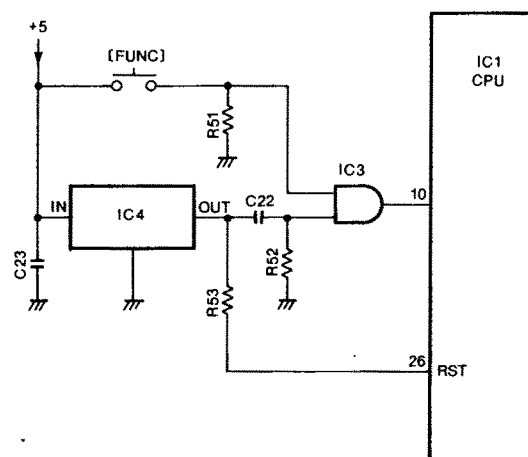 +5
[FUNC]
IC1
CPU
R51
IC3
10
IN
IC4
OUT
C22
C23
R52
R53
26
RST